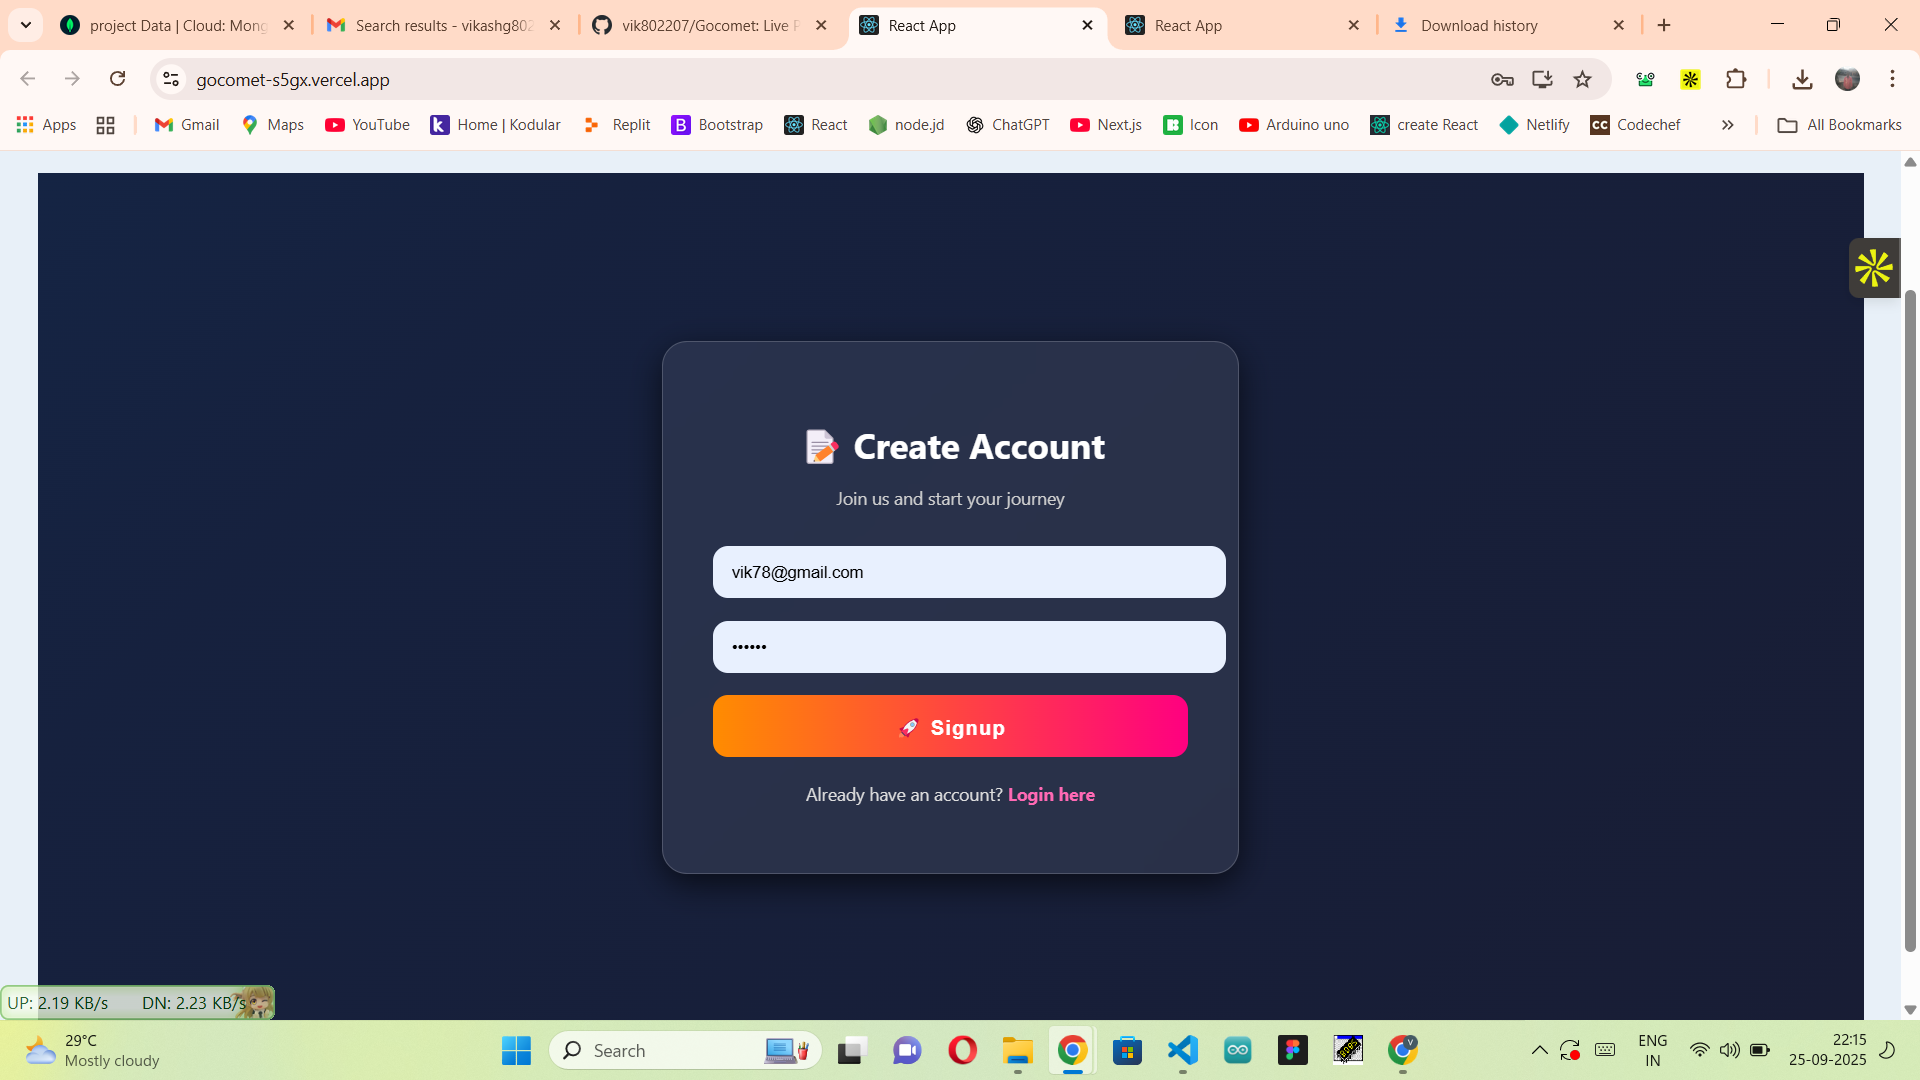 project Data | Cloud: Mong
Search results - vikashg802
vik802207/Gocomet: Live P
React App
React App
Download history
gocomet-s5gx.vercel.app
Apps
Gmail
Maps
YouTube
Home | Kodular
Replit
Bootstrap
React
node.jd
ChatGPT
Next.js
Icon
Arduino uno
create React
Netlify
CC Codechef
All Bookmarks
Create Account
Join us and start your journey
vik78@gmail.com
••••••
Signup
Already have an account? Login here
UP: 2.19 KB/s DN: 2.23 KB/s
29°C
Mostly cloudy
Search
ENG
IN
22:15
25-09-2025